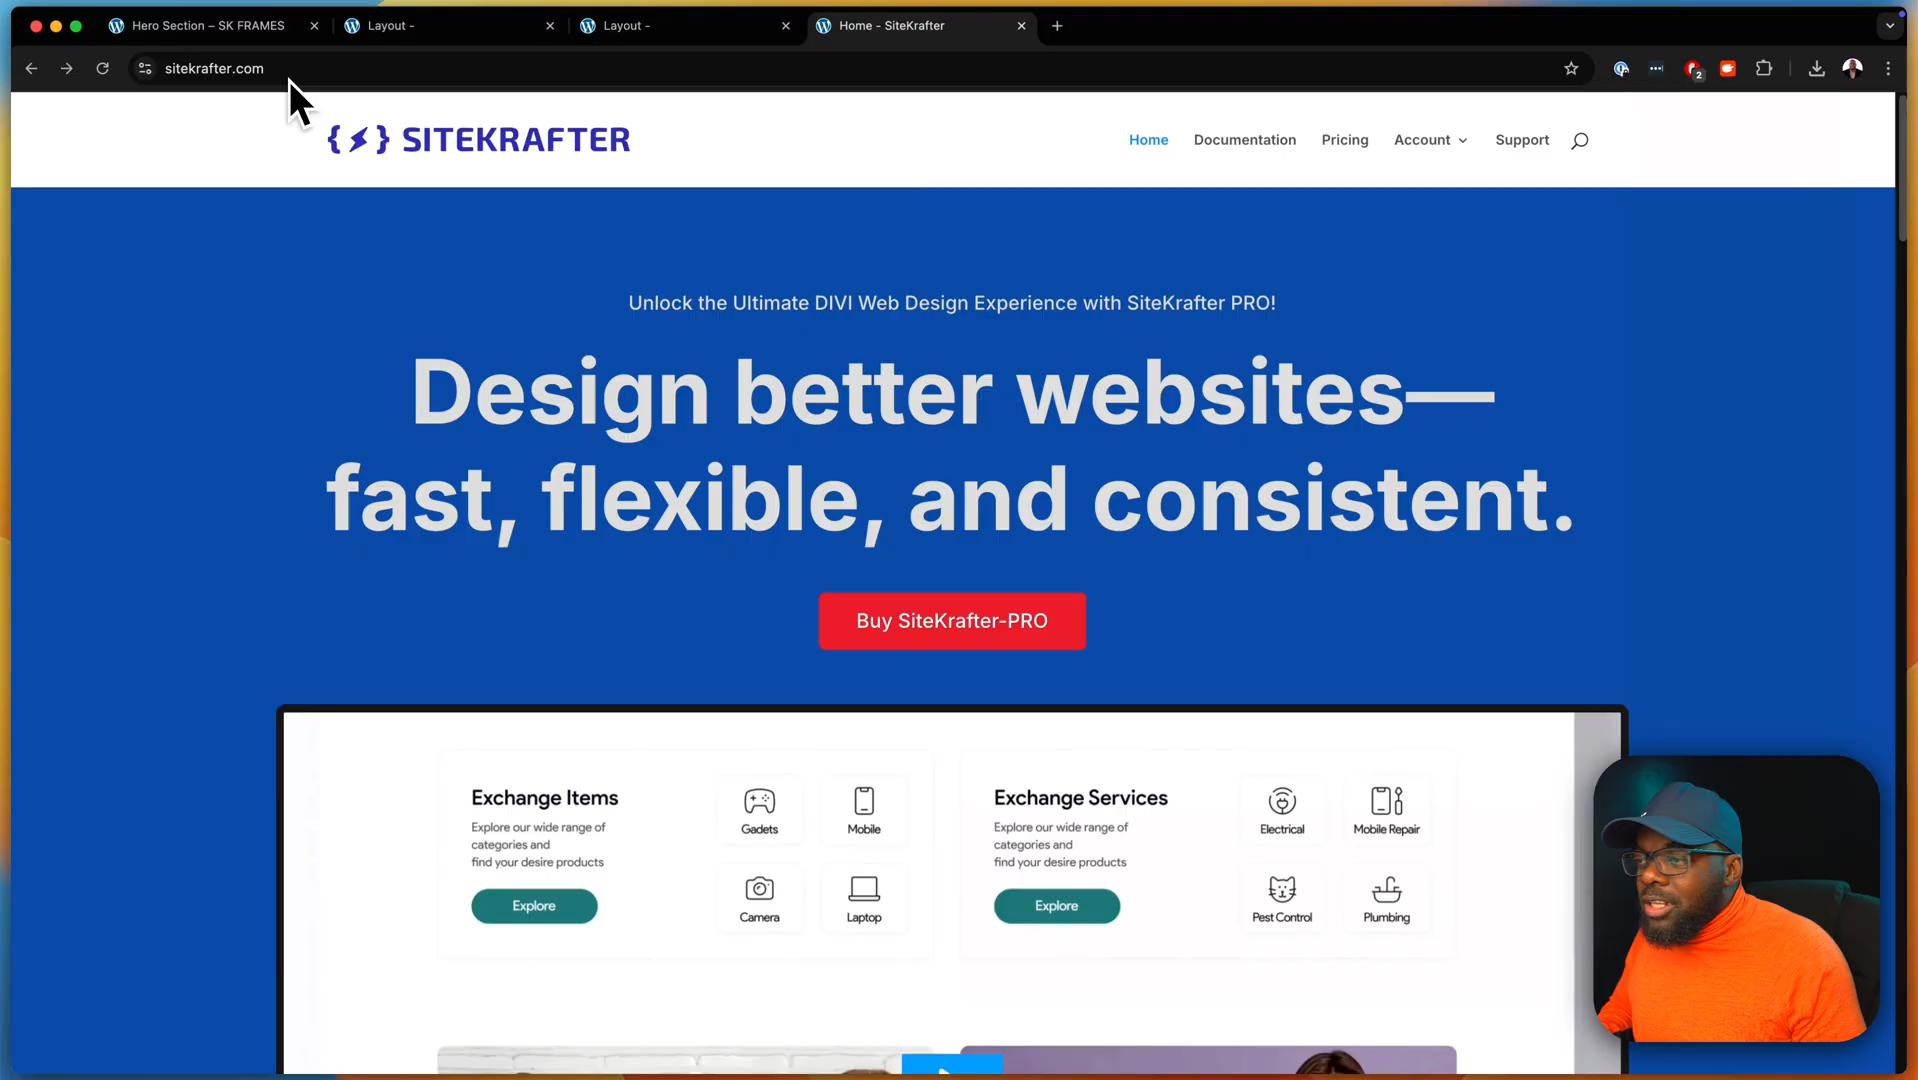 Hero Section – SK FRAMES
Layout -
Layout -
Home - SiteKrafter
sitekrafter.com
2
{⚡} SITEKRAFTER
Home
Documentation
Pricing
Account
Support
Unlock the Ultimate DIVI Web Design Experience with SiteKrafter PRO!
Design better websites—
fast, flexible, and consistent.
Buy SiteKrafter-PRO
Exchange Items
Explore our wide range of
categories and
find your desire products
Explore
Gadets
Mobile
Camera
Laptop
Exchange Services
Explore our wide range of
categories and
find your desire products
Explore
Electrical
Mobile Repair
Pest Control
Plumbing